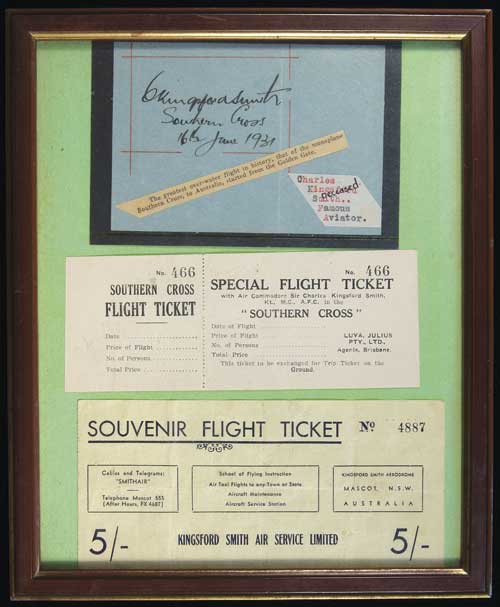 CKingsford Smith
Southern Cross
16th June 1931
The greatest over-water flight in history, that of the monoplane
Southern Cross, to Australia, started from the Golden Gate.
Charles
Kingsford
Smith..
deceased.
Famous
Aviator.
No. 466
SOUTHERN CROSS
FLIGHT TICKET
Date
Price of Flight
No. of Persons
Total Price
No. 466
SPECIAL FLIGHT TICKET
with Air Commodore Sir Charles Kingsford Smith,
Kt., M.C., A.F.C. in the
"SOUTHERN CROSS"
Date of Flight
Price of Flight
No. of Persons
Total Price
LUYA, JULIUS
PTY., LTD.,
Agents, Brisbane.
This ticket to be exchanged for Trip Ticket on the
Ground.
SOUVENIR FLIGHT TICKET No 4887
Cables and Telegrams:
"SMITHAIR"
Telephone Mascot 555
(After Hours, FX 4687)
School of Flying Instruction
Air Taxi Flights to any Town or State
Aircraft Maintenance
Aircraft Service Station
KINGSFORD SMITH AERODROME
MASCOT, N.S.W.
AUSTRALIA
5/- KINGSFORD SMITH AIR SERVICE LIMITED 5/-